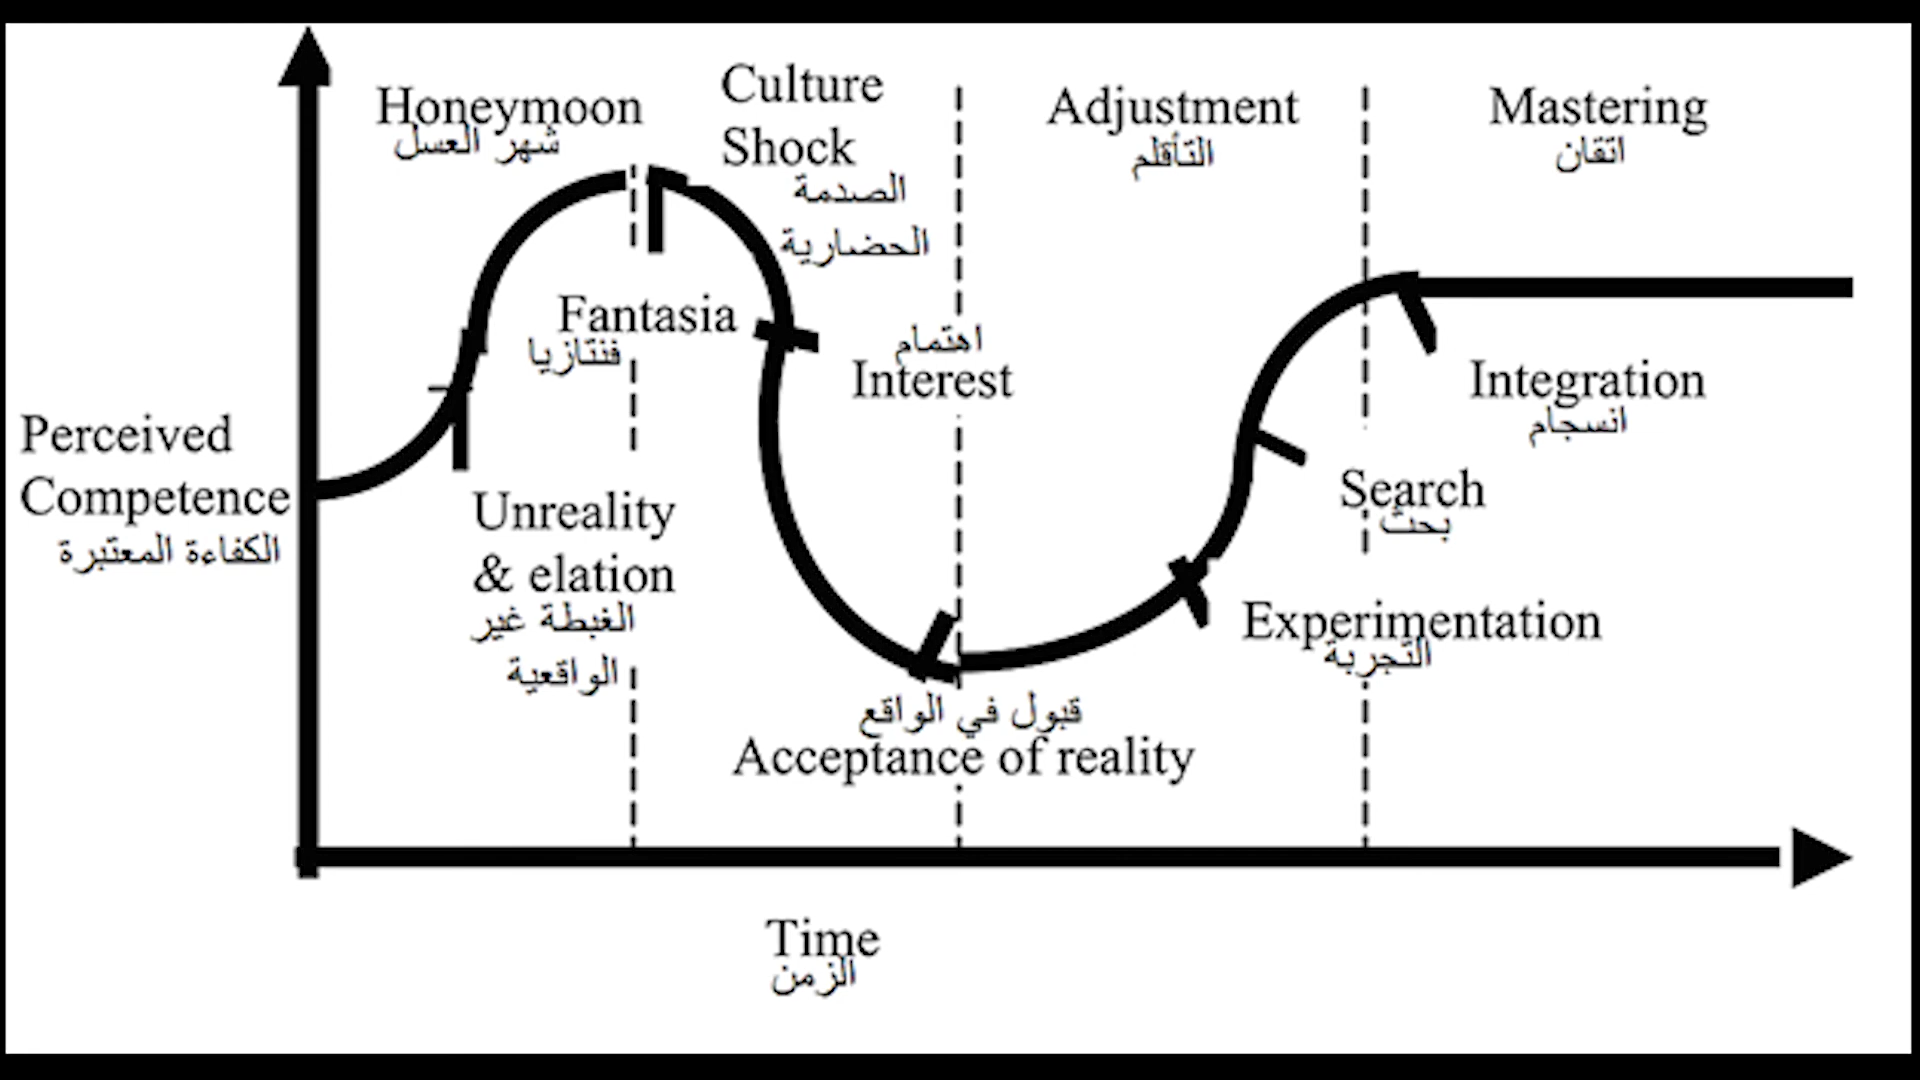 Honeymoon
شهر العسل
Culture
Shock
الصدمة
الحضارية
Adjustment
التأقلم
Mastering
اتقان
Fantasia
فنتازيا
اهتمام
Interest
Integration
انسجام
Perceived
Competence
الكفاءة المعتبرة
Unreality
& elation
الغبطة غير
الواقعية
Search
بحث
Experimentation
التجربة
قبول في الواقع
Acceptance of reality
Time
الزمن